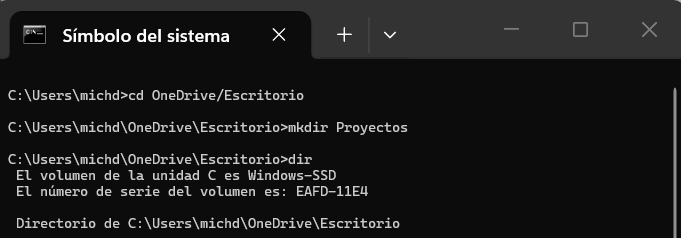 Símbolo del sistema
C:\Users\michd>cd OneDrive/Escritorio
C:\Users\michd\OneDrive\Escritorio>mkdir Proyectos
C:\Users\michd\OneDrive\Escritorio>dir
El volumen de la unidad C es Windows-SSD
El número de serie del volumen es: EAFD-11E4
Directorio de C:\Users\michd\OneDrive\Escritorio